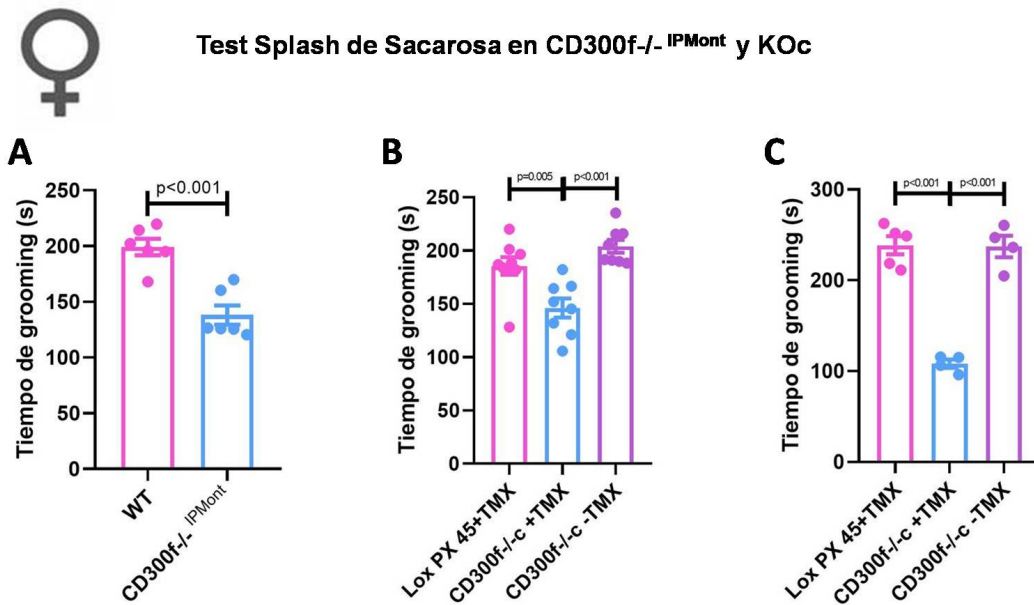 Test Splash de Sacarosa en CD300f-/- IPMont y KOc
A
Tiempo de grooming (s)
250
200
150
100
50
0
p<0.001
WT
CD300f-/- IPMont
B
Tiempo de grooming (s)
250
200
150
100
50
0
p=0.005
p<0.001
Lox PX 45+TMX
CD300f-/-c +TMX
CD300f-/-c -TMX
C
Tiempo de grooming (s)
300
200
100
0
p<0.001
p<0.001
Lox PX 45+TMX
CD300f-/-c +TMX
CD300f-/-c -TMX